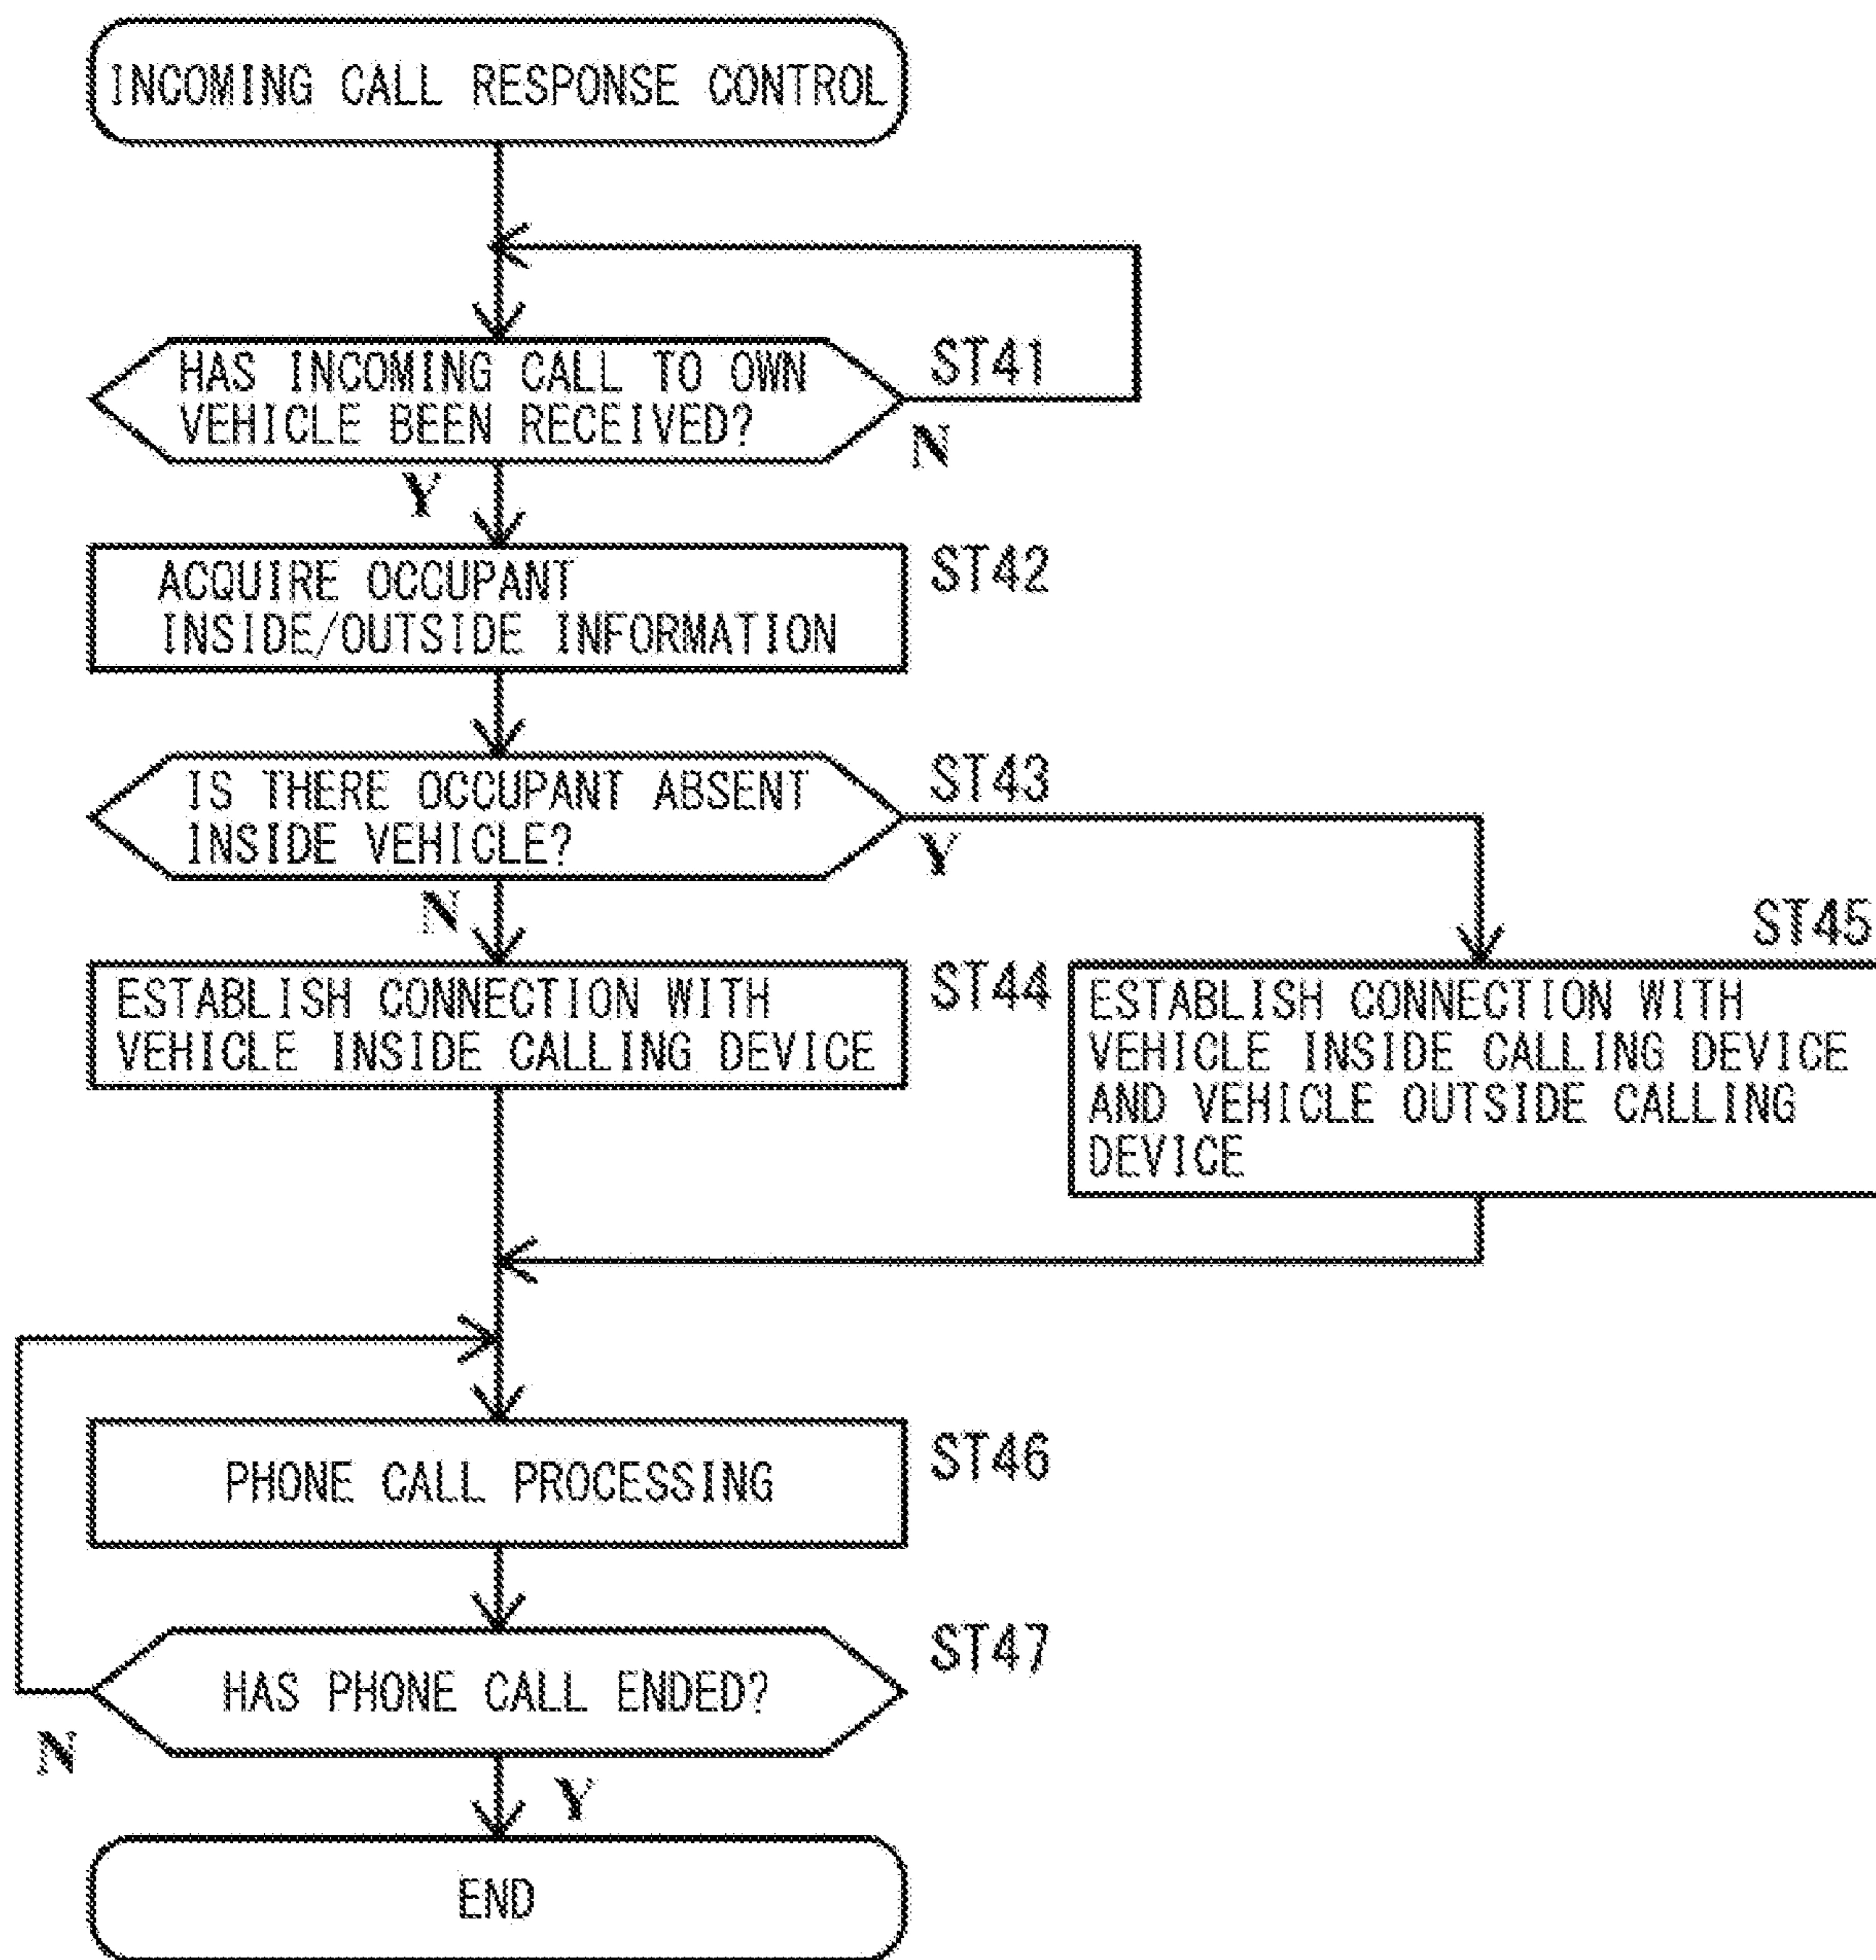 INCOMING CALL RESPONSE CONTROL
HAS INCOMING CALL TO OWN
VEHICLE BEEN RECEIVED?
ST41
N
Y
ACQUIRE OCCUPANT
INSIDE/OUTSIDE INFORMATION
ST42
IS THERE OCCUPANT ABSENT
INSIDE VEHICLE?
ST43
Y
N
ESTABLISH CONNECTION WITH
VEHICLE INSIDE CALLING DEVICE
ST44
ST45
ESTABLISH CONNECTION WITH
VEHICLE INSIDE CALLING DEVICE
AND VEHICLE OUTSIDE CALLING
DEVICE
PHONE CALL PROCESSING
ST46
HAS PHONE CALL ENDED?
ST47
N
Y
END